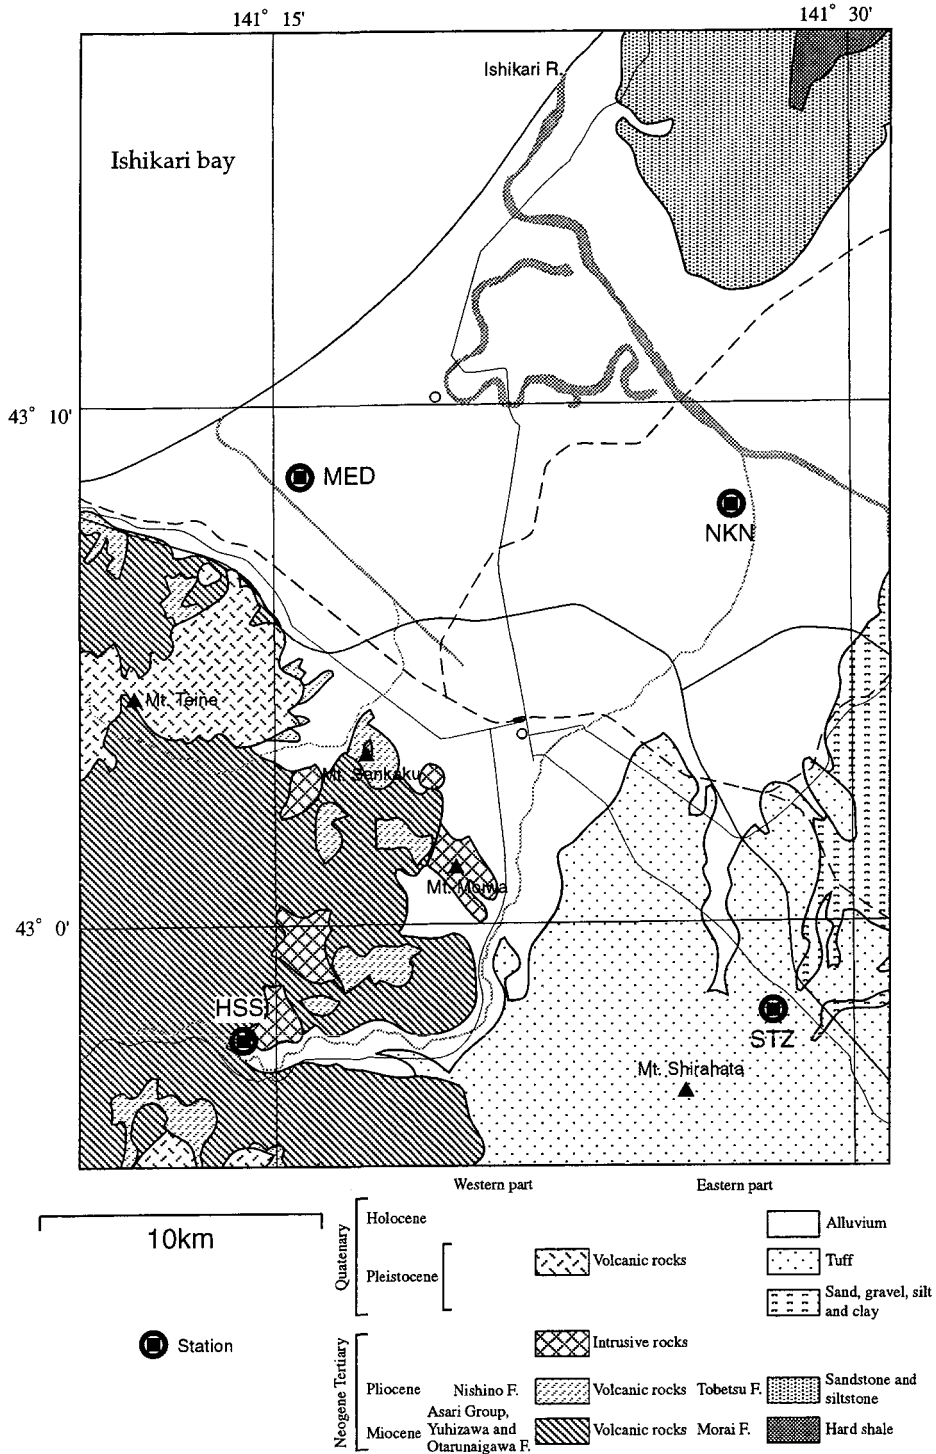 141° 15'
141° 30'
Ishikari R.
Ishikari bay
43° 10'
MED
NKN
Mt. Teine
Mt. Sankaku
Mt. Moiwa
43° 0'
HSS
STZ
Mt. Shirahata
Western part
Eastern part
10km
Station
Quatenary
Holocene
Alluvium
Pleistocene
Volcanic rocks
Tuff
Sand, gravel, silt
and clay
Neogene Tertiary
Intrusive rocks
Pliocene
Nishino F.
Volcanic rocks
Tobetsu F.
Sandstone and
siltstone
Miocene
Asari Group,
Yuhizawa and
Otarunaigawa F.
Volcanic rocks
Morai F.
Hard shale